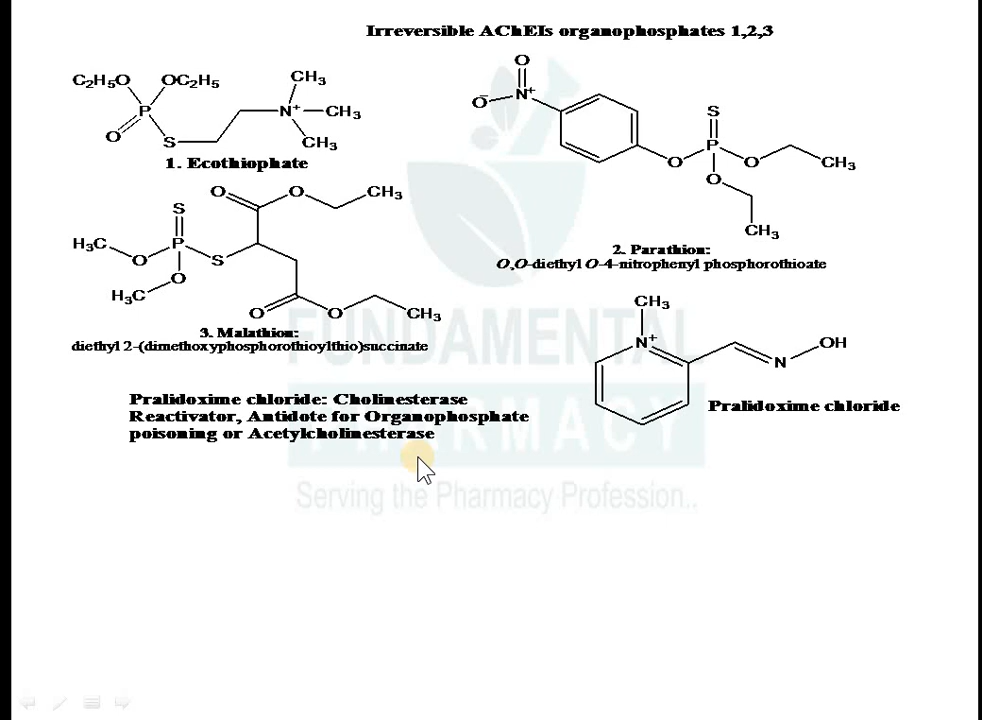 Irreversible AChEIs organophosphates 1,2,3
C₂H₅O OC₂H₅ CH₃
P N⁺ CH₃
O S CH₃
1. Ecothiophate
O
O⁻ N⁺
S
O P O CH₃
O
CH₃
2. Parathion:
O,O-diethyl O-4-nitrophenyl phosphorothioate
S O O CH₃
H₃C P
O S
O
H₃C
O O CH₃
3. Malathion:
diethyl 2-(dimethoxyphosphorothioylthio)succinate
CH₃
N⁺ OH
N
Pralidoxime chloride
Pralidoxime chloride: Cholinesterase
Reactivator, Antidote for Organophosphate
poisoning or Acetylcholinesterase
FUNDAMENTAL
PHARMACY
Serving the Pharmacy Profession..